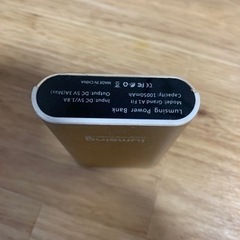 Lumsing Power Bank
Model: Grand A1 Fit
Capacity: 10050mAh
Input: DC 5V/1.8A
Output: DC 5V 3A(Max)
MADE IN CHINA
lumsing